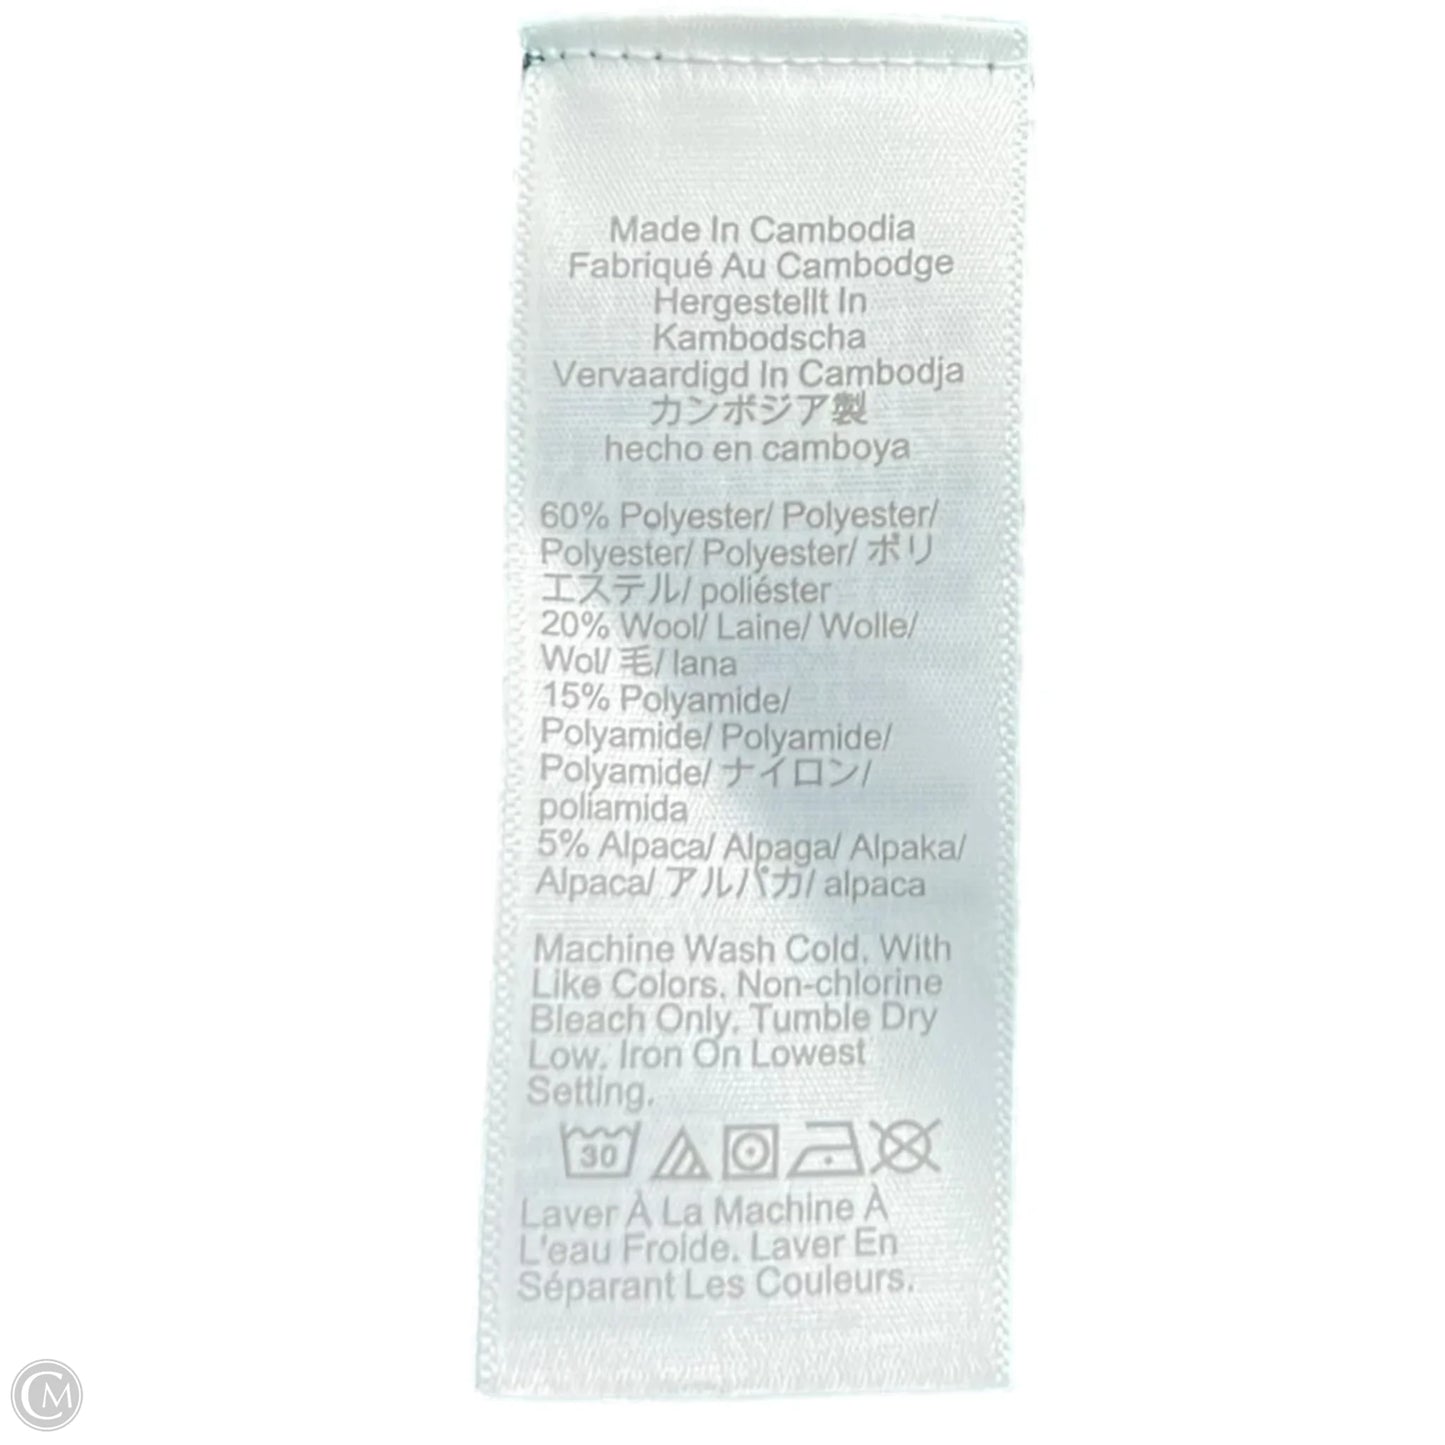 Made In Cambodia
Fabriqué Au Cambodge
Hergestellt In
Kambodscha
Vervaardigd In Cambodja
カンボジア製
hecho en camboya
60% Polyester/ Polyester/
Polyester/ Polyester/ ポリ
エステル/ poliéster
20% Wool/ Laine/ Wolle/
Wol/ 毛/ lana
15% Polyamide/
Polyamide/ Polyamide/
Polyamide/ ナイロン/
poliamida
5% Alpaca/ Alpaga/ Alpaka/
Alpaca/ アルパカ/ alpaca
Machine Wash Cold. With
Like Colors. Non-chlorine
Bleach Only. Tumble Dry
Low. Iron On Lowest
Setting.
30
Laver À La Machine À
L'eau Froide. Laver En
Séparant Les Couleurs.
CM